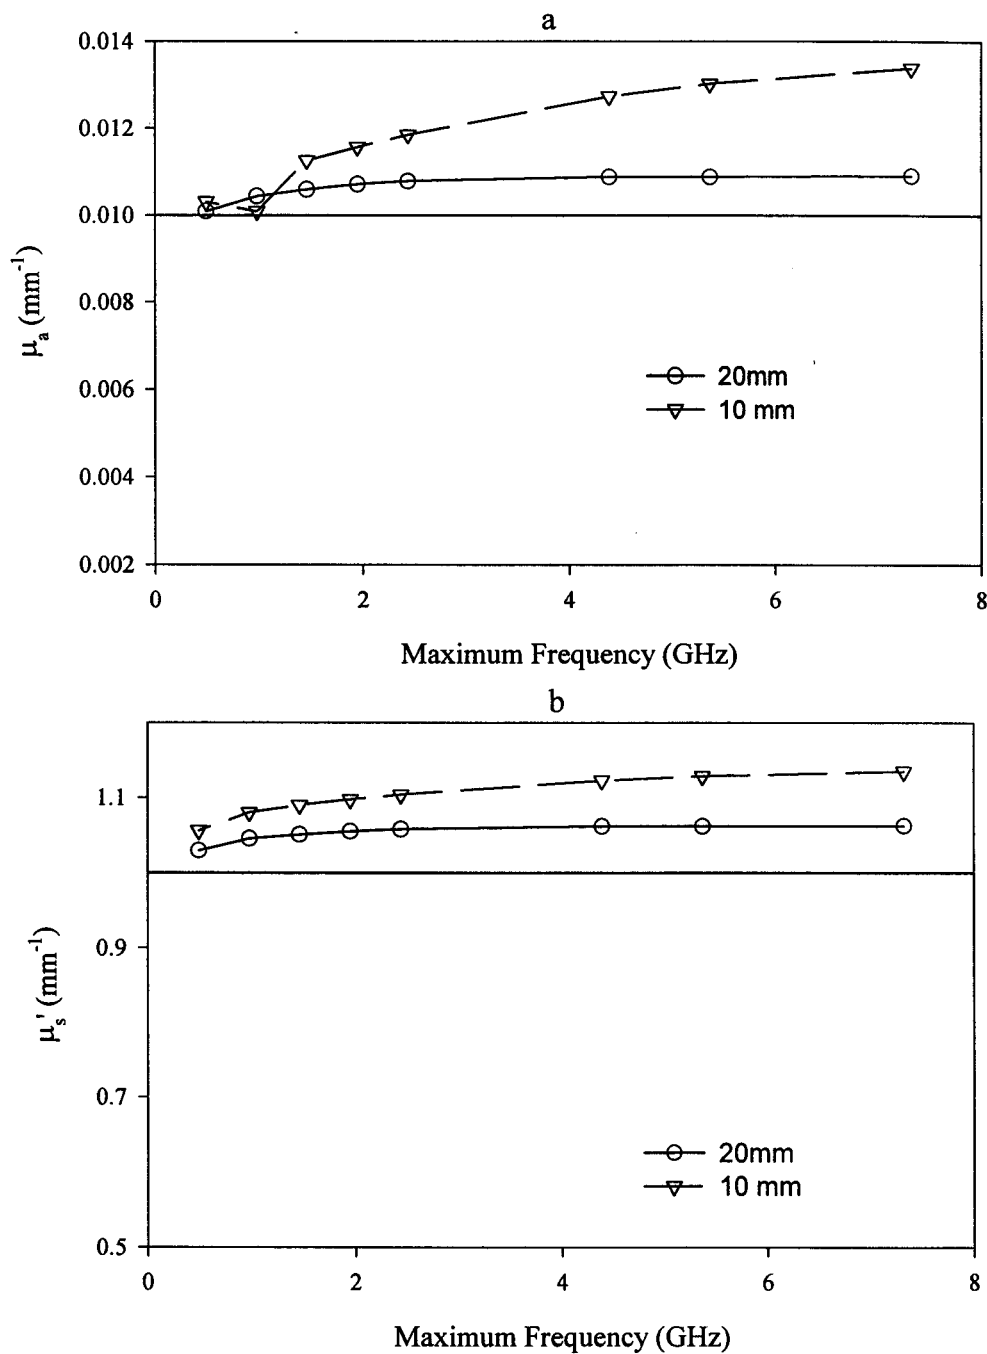 a
0.014
0.012
0.010
0.008
0.006
0.004
0.002
μa (mm-1)
20mm
10 mm
0 2 4 6 8
Maximum Frequency (GHz)
b
1.1
0.9
0.7
0.5
μs' (mm-1)
20mm
10 mm
0 2 4 6 8
Maximum Frequency (GHz)